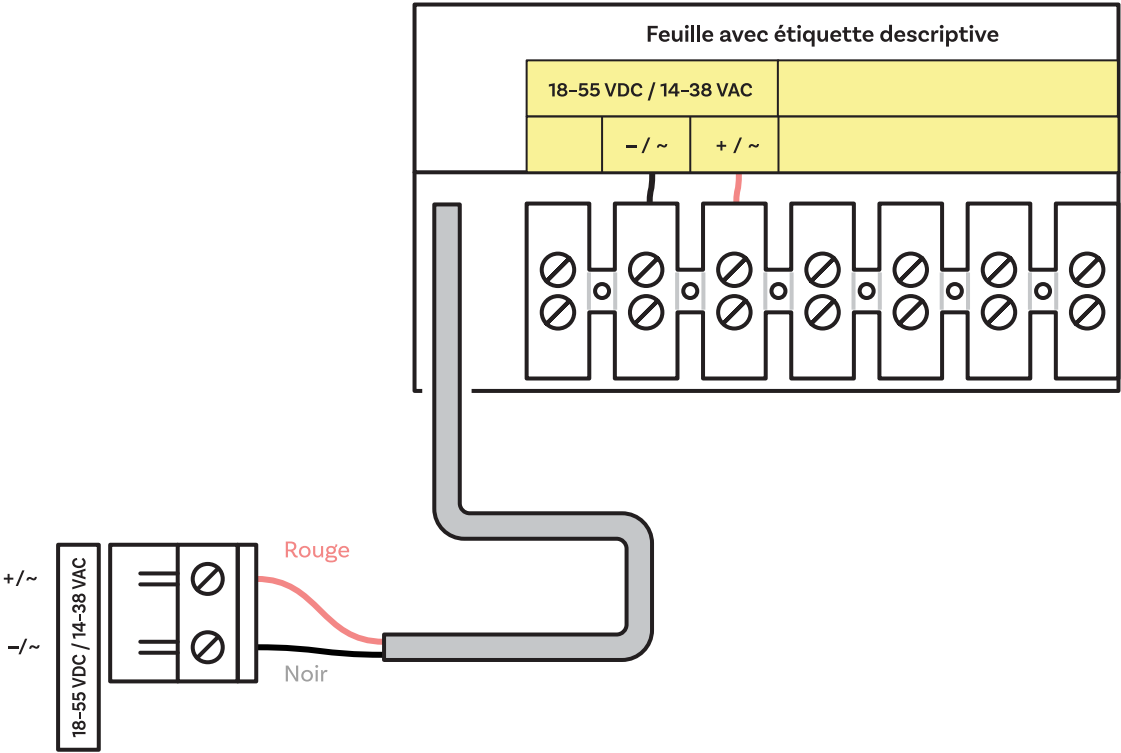 Feuille avec étiquette descriptive
18–55 VDC / 14–38 VAC
– / ~
+ / ~
Rouge
+/~
–/~
18–55 VDC / 14–38 VAC
Noir